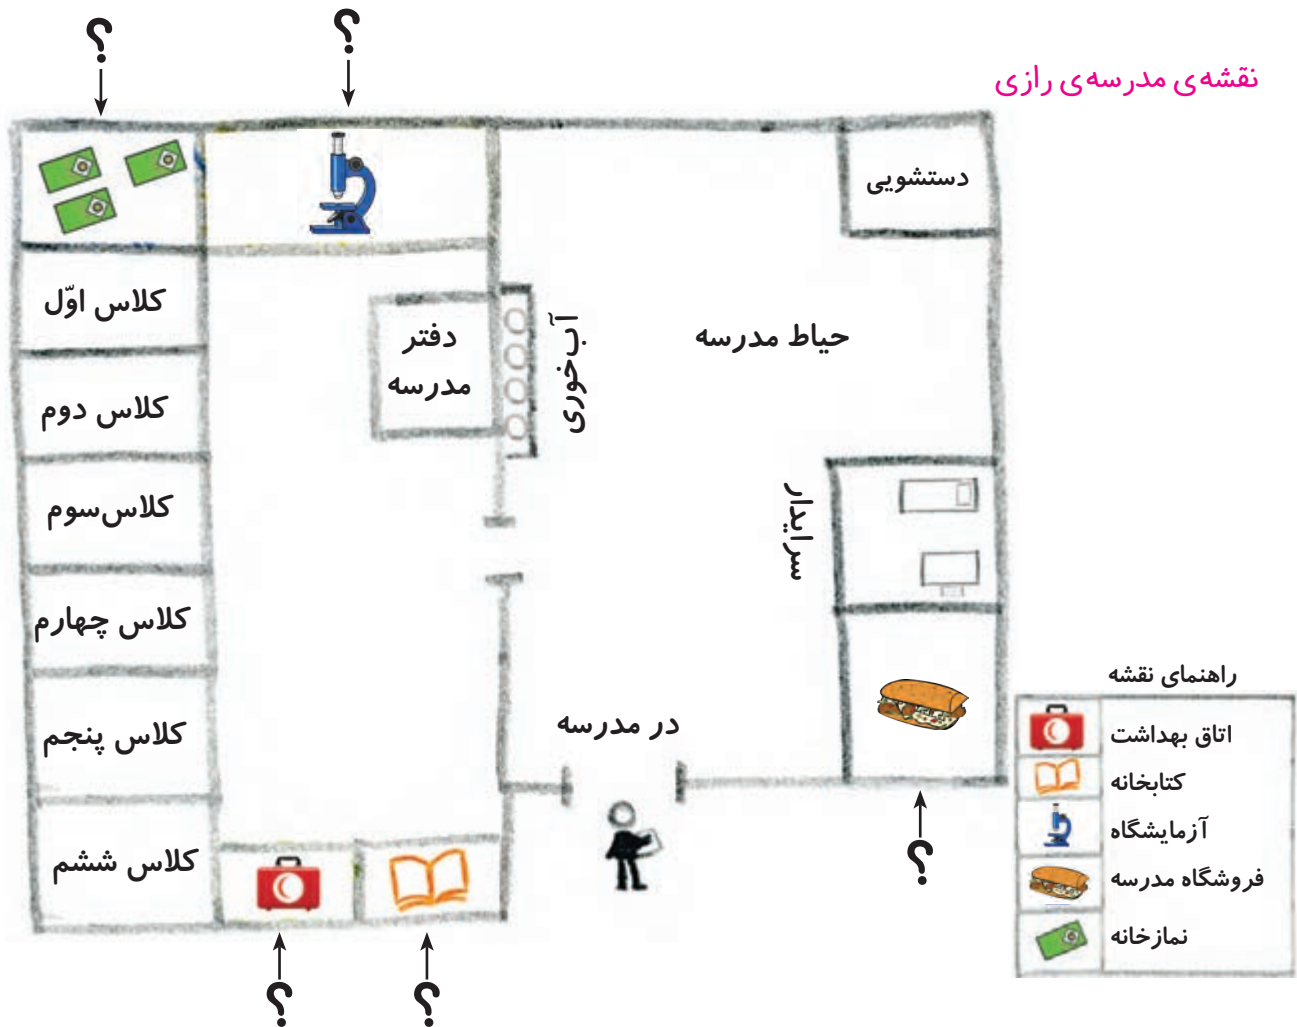 نقشه‌ی مدرسه‌ی رازی
؟
؟
دستشویی
کلاس اوّل
دفتر
مدرسه
آب‌خوری
حیاط مدرسه
کلاس دوم
کلاس‌سوم
سرایدار
کلاس چهارم
کلاس پنجم
در مدرسه
کلاس ششم
؟
؟
؟
راهنمای نقشه
اتاق بهداشت
کتابخانه
آزمایشگاه
فروشگاه مدرسه
نمازخانه